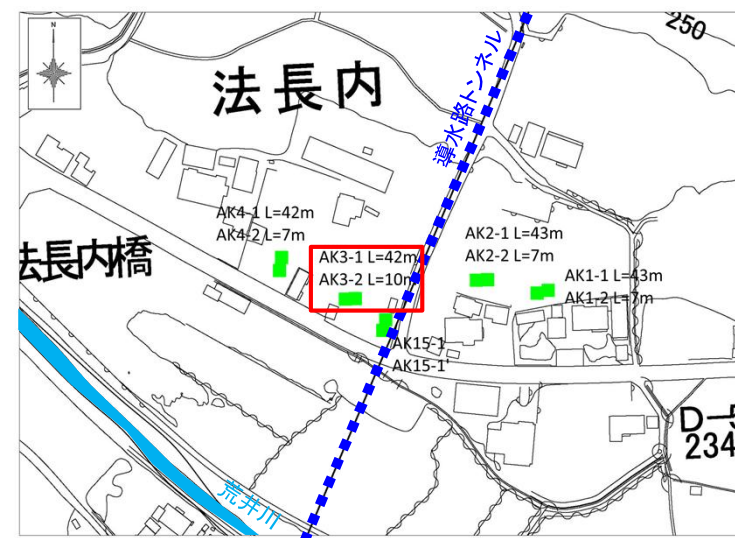 N
250
法長内
導水路トンネル
AK4-1 L=42m
AK4-2 L=7m
AK2-1 L=43m
AK2-2 L=7m
法長内橋
AK3-1 L=42m
AK3-2 L=10m
AK1-1 L=43m
AK1-2 L=7m
AK15-1
AK15-1'
D-5
234
荒井川